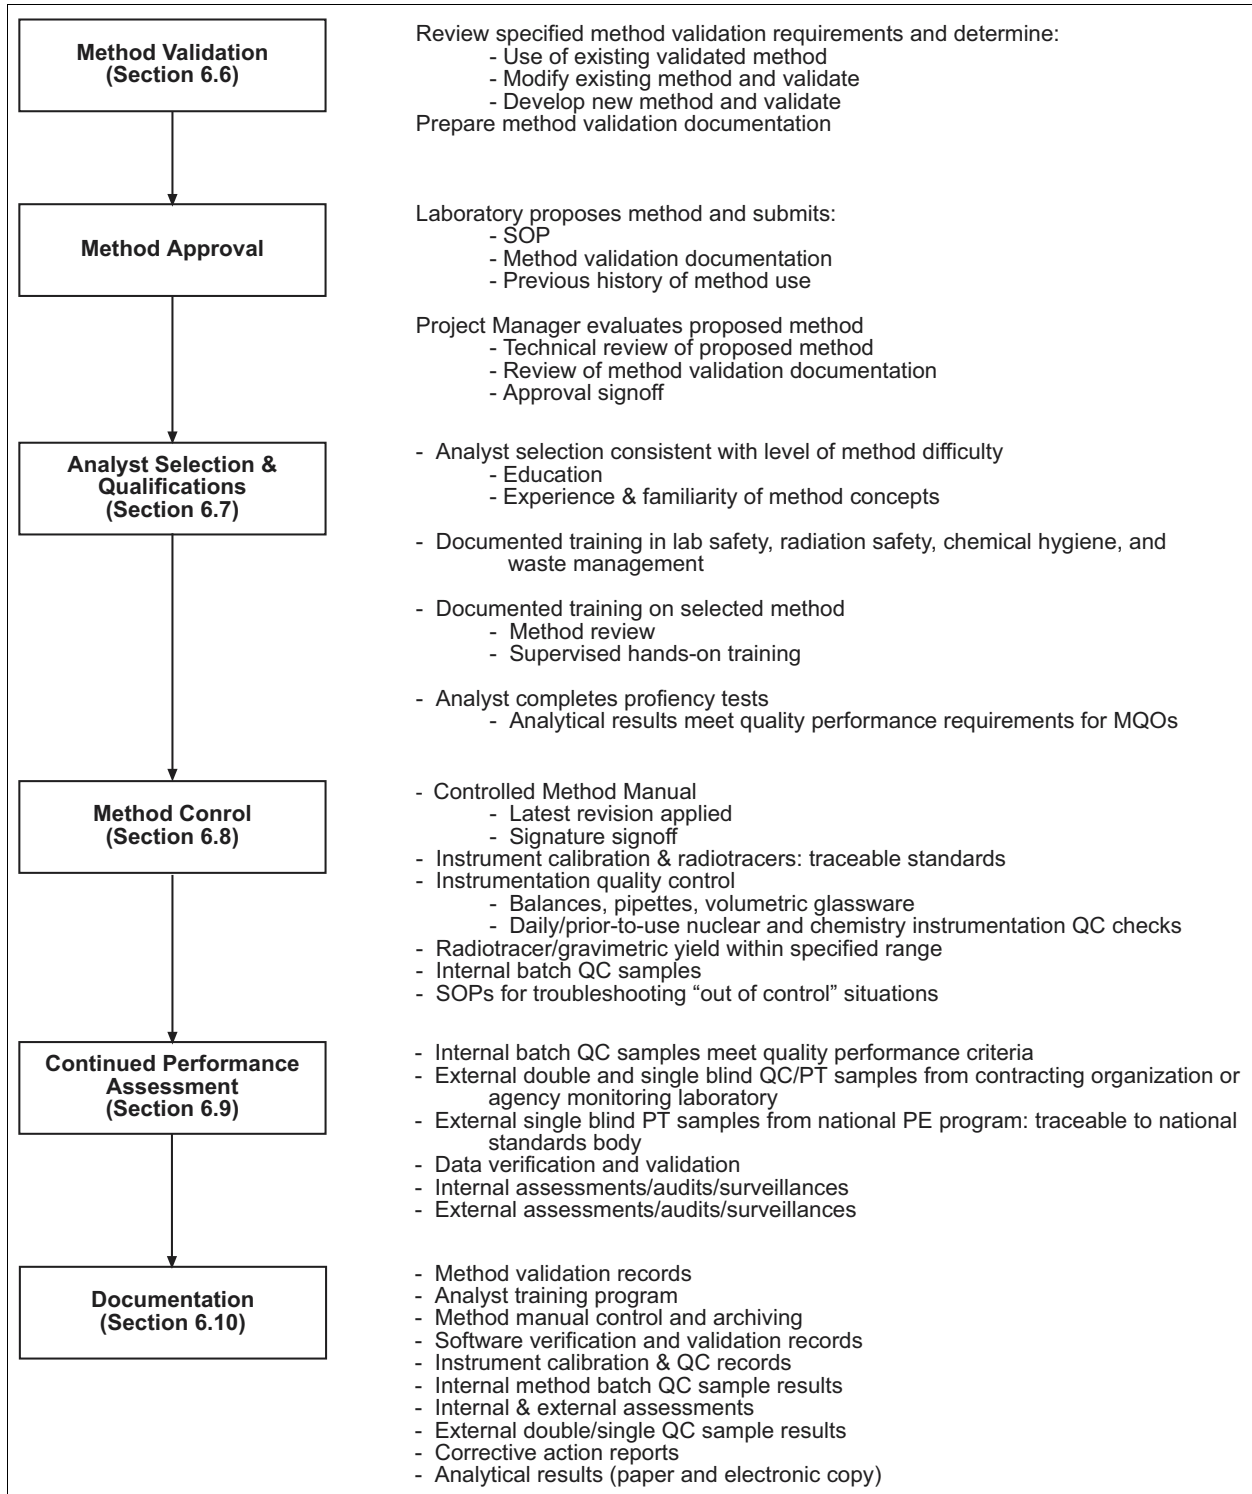 Method Validation
(Section 6.6)
Review specified method validation requirements and determine:
- Use of existing validated method
- Modify existing method and validate
- Develop new method and validate
Prepare method validation documentation
Method Approval
Laboratory proposes method and submits:
- SOP
- Method validation documentation
- Previous history of method use
Project Manager evaluates proposed method
- Technical review of proposed method
- Review of method validation documentation
- Approval signoff
Analyst Selection &
Qualifications
(Section 6.7)
- Analyst selection consistent with level of method difficulty
- Education
- Experience & familiarity of method concepts
- Documented training in lab safety, radiation safety, chemical hygiene, and
waste management
- Documented training on selected method
- Method review
- Supervised hands-on training
- Analyst completes profiency tests
- Analytical results meet quality performance requirements for MQOs
Method Conrol
(Section 6.8)
- Controlled Method Manual
- Latest revision applied
- Signature signoff
- Instrument calibration & radiotracers: traceable standards
- Instrumentation quality control
- Balances, pipettes, volumetric glassware
- Daily/prior-to-use nuclear and chemistry instrumentation QC checks
- Radiotracer/gravimetric yield within specified range
- Internal batch QC samples
- SOPs for troubleshooting “out of control” situations
Continued Performance
Assessment
(Section 6.9)
- Internal batch QC samples meet quality performance criteria
- External double and single blind QC/PT samples from contracting organization or
agency monitoring laboratory
- External single blind PT samples from national PE program: traceable to national
standards body
- Data verification and validation
- Internal assessments/audits/surveillances
- External assessments/audits/surveillances
Documentation
(Section 6.10)
- Method validation records
- Analyst training program
- Method manual control and archiving
- Software verification and validation records
- Instrument calibration & QC records
- Internal method batch QC sample results
- Internal & external assessments
- External double/single QC sample results
- Corrective action reports
- Analytical results (paper and electronic copy)